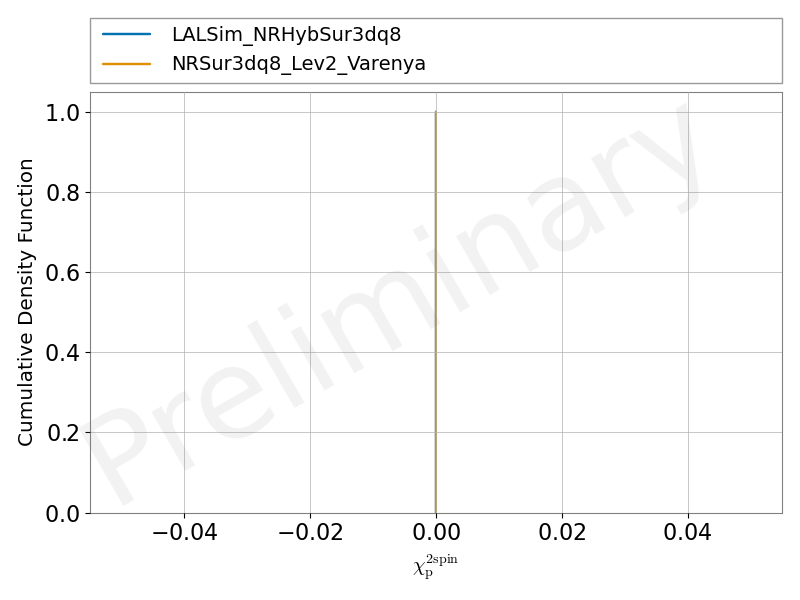 LALSim_NRHybSur3dq8
NRSur3dq8_Lev2_Varenya
Preliminary
Cumulative Density Function
1.0
0.8
0.6
0.4
0.2
0.0
−0.04 −0.02 0.00 0.02 0.04
χ_p^2spin